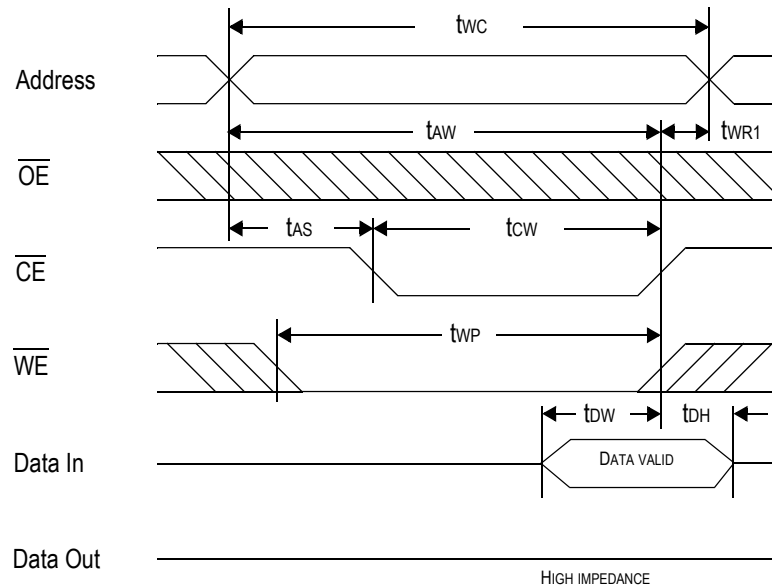 tWC
Address
tAW
tWR1
OE
tAS
tCW
CE
tWP
WE
tDW
tDH
Data In
DATA VALID
Data Out
HIGH IMPEDANCE